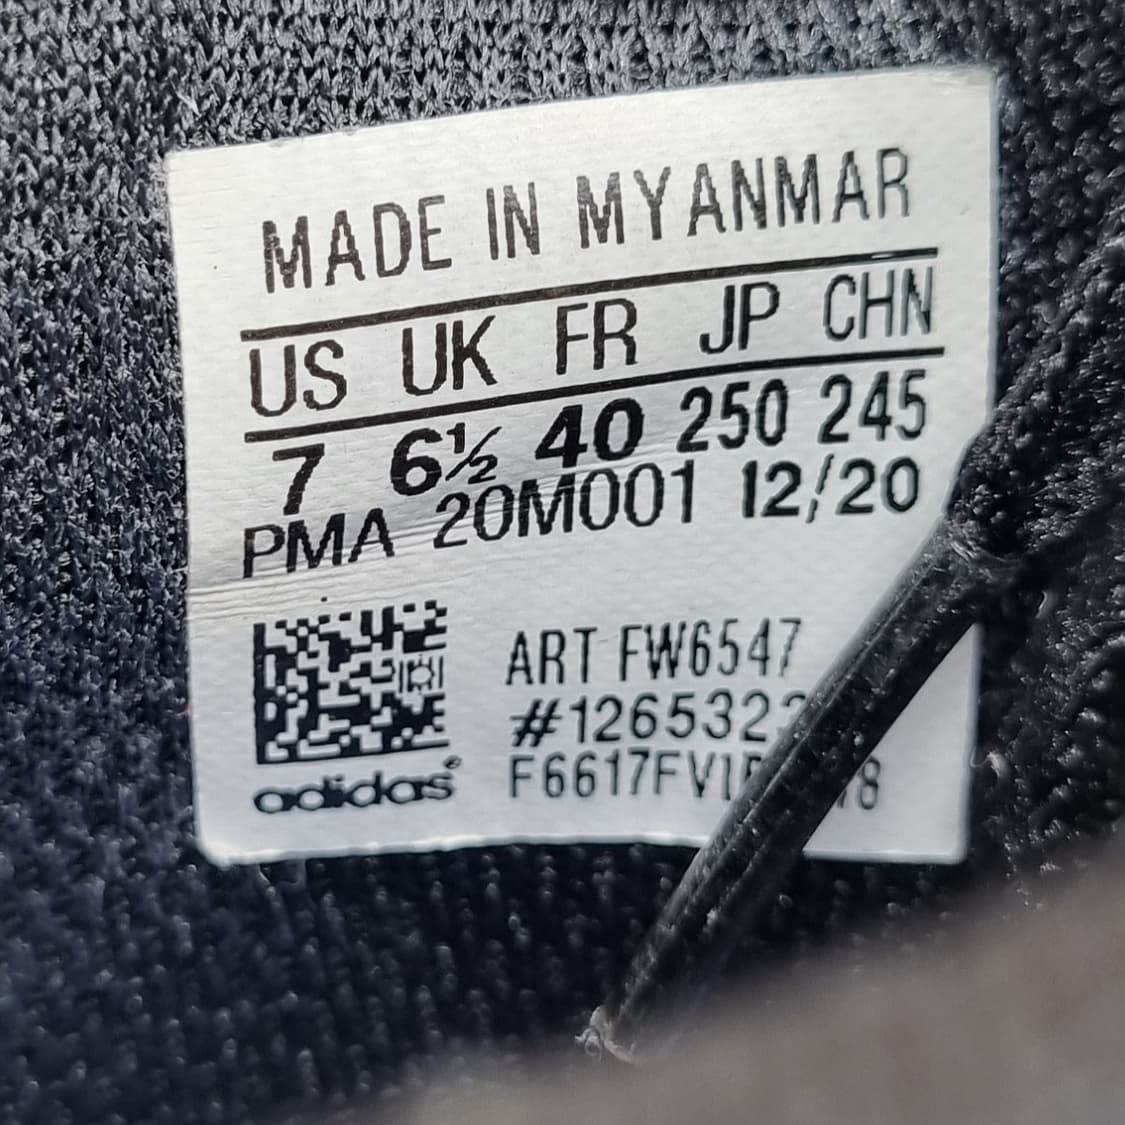 MADE IN MYANMAR
US UK FR JP CHN
7 6½ 40 250 245
PMA 20M001 12/20
ART FW6547
adidas